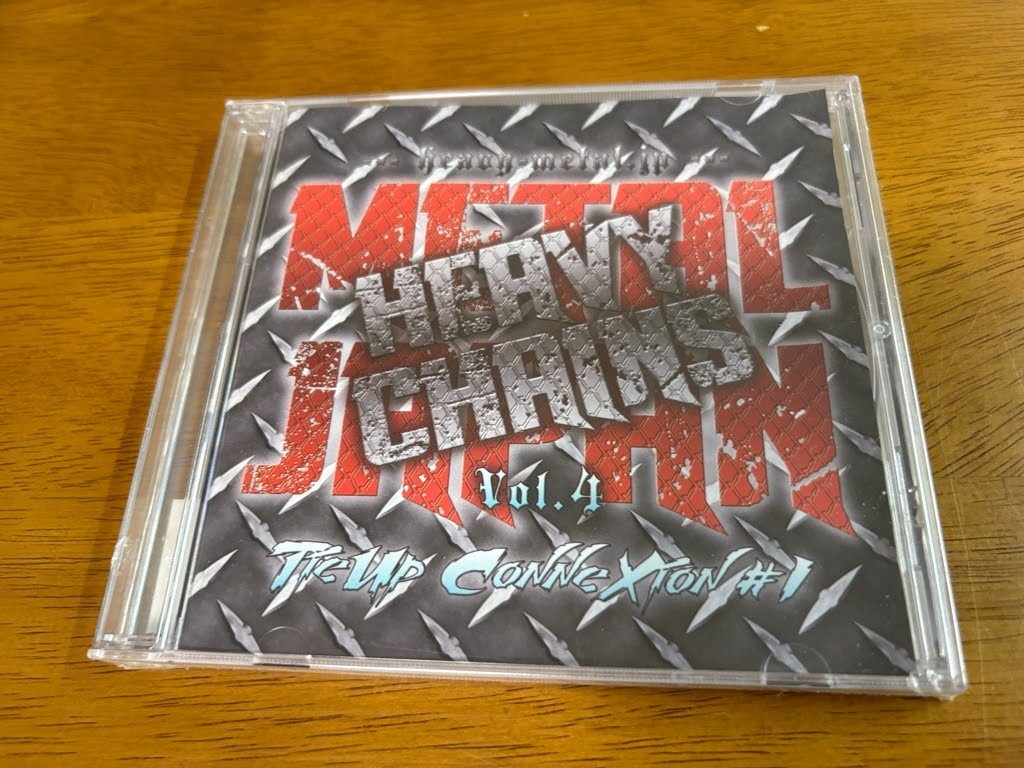 heavy-metal.jp
METAL
HEAVY
CHAINS
JAPAN
Vol.4
Tie Up Connexion #1